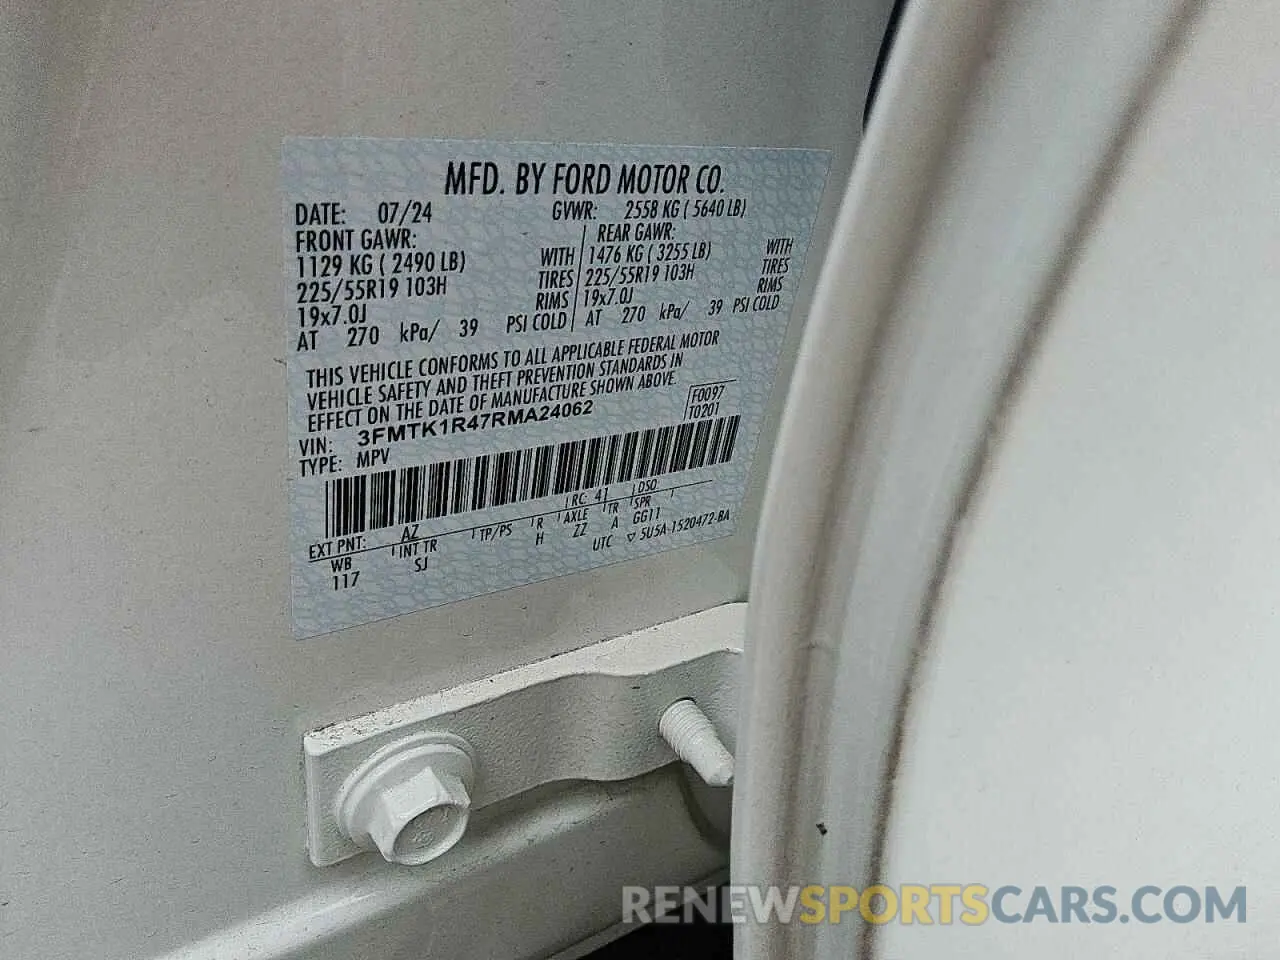 MFD. BY FORD MOTOR CO.
DATE: 07/24 GVWR: 2558 KG ( 5640 LB)
FRONT GAWR: REAR GAWR:
1129 KG ( 2490 LB) WITH 1476 KG ( 3255 LB) WITH
225/55R19 103H TIRES 225/55R19 103H TIRES
19x7.0J RIMS 19x7.0J RIMS
AT 270 kPa/ 39 PSI COLD AT 270 kPa/ 39 PSI COLD
THIS VEHICLE CONFORMS TO ALL APPLICABLE FEDERAL MOTOR
VEHICLE SAFETY AND THEFT PREVENTION STANDARDS IN
EFFECT ON THE DATE OF MANUFACTURE SHOWN ABOVE.
VIN: 3FMTK1R47RMA24062 F0097
TYPE: MPV T0201
EXT PNT: AZ RC: 41 DSO:
WB INT TR TP/PS R AXLE TR SPR
117 SJ H ZZ A GG11
UTC ▽ 5U5A-1520472-BA
RENEWSPORTSCARS.COM